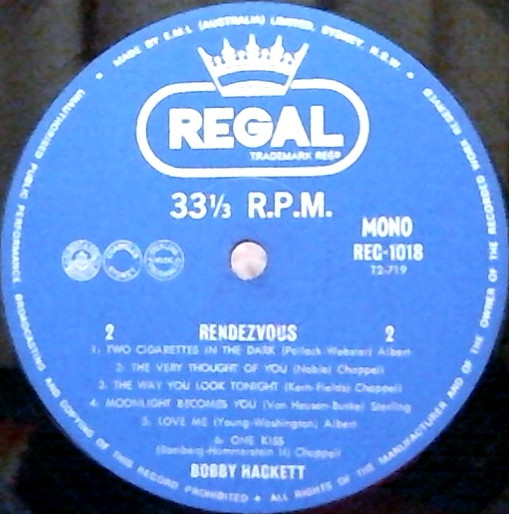 MADE BY E.M.I. (AUSTRALIA) LIMITED, SYDNEY, N.S.W.
REGAL
TRADEMARK REGD
33⅓ R.P.M.
MONO
REG-1018
T2-719
2 RENDEZVOUS 2
1. TWO CIGARETTES IN THE DARK (Pollack-Webster) Albert
2. THE VERY THOUGHT OF YOU (Noble) Chappell
3. THE WAY YOU LOOK TONIGHT (Kern-Fields) Chappell
4. MOONLIGHT BECOMES YOU (Van Heusen-Burke) Sterling
5. LOVE ME (Young-Washington) Albert
6. ONE KISS
(Romberg-Hammerstein II) Chappell
BOBBY HACKETT
ALL RIGHTS OF THE MANUFACTURER AND OF THE OWNER OF THE RECORDED WORK RESERVED
UNAUTHORISED PUBLIC PERFORMANCE BROADCASTING AND COPYING OF THIS RECORD PROHIBITED